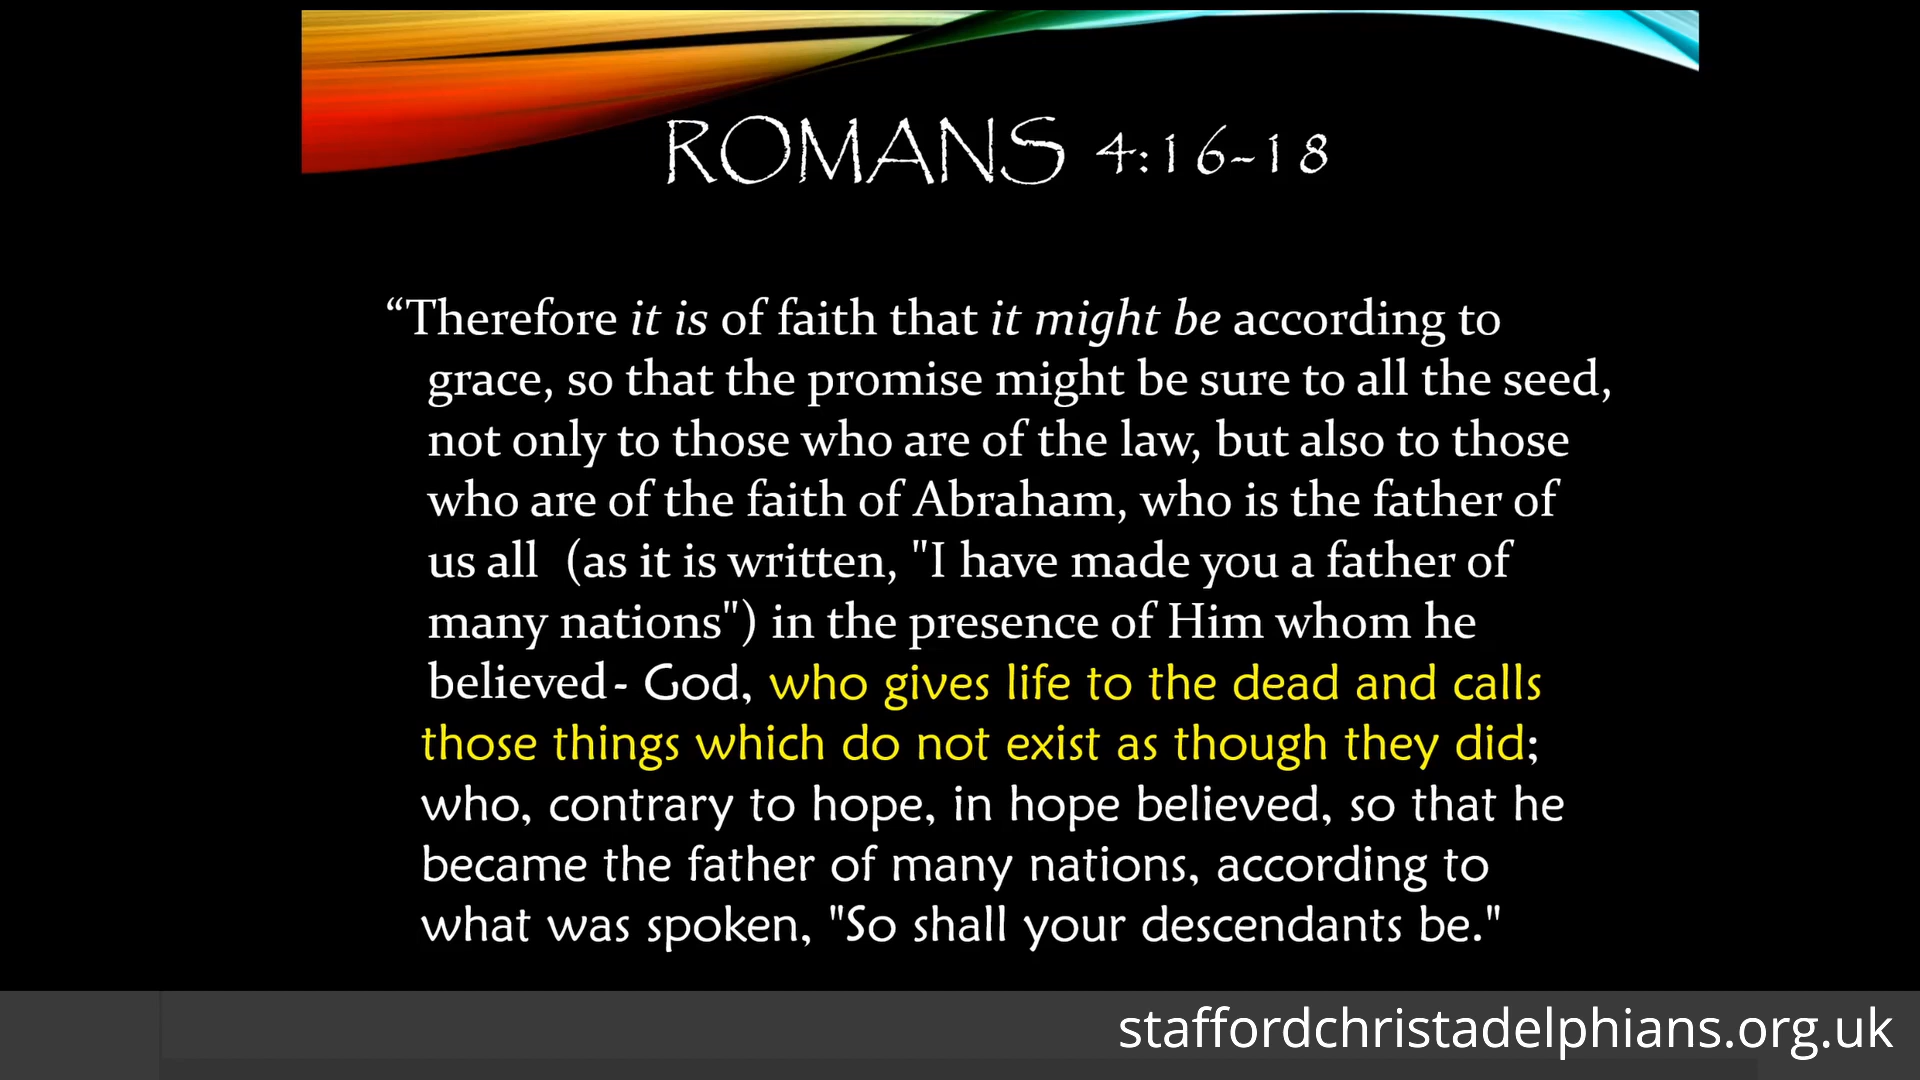 ROMANS 4:16-18
“Therefore it is of faith that it might be according to
grace, so that the promise might be sure to all the seed,
not only to those who are of the law, but also to those
who are of the faith of Abraham, who is the father of
us all  (as it is written, "I have made you a father of
many nations") in the presence of Him whom he
believed- God, who gives life to the dead and calls
those things which do not exist as though they did;
who, contrary to hope, in hope believed, so that he
became the father of many nations, according to
what was spoken, "So shall your descendants be."
staffordchristadelphians.org.uk